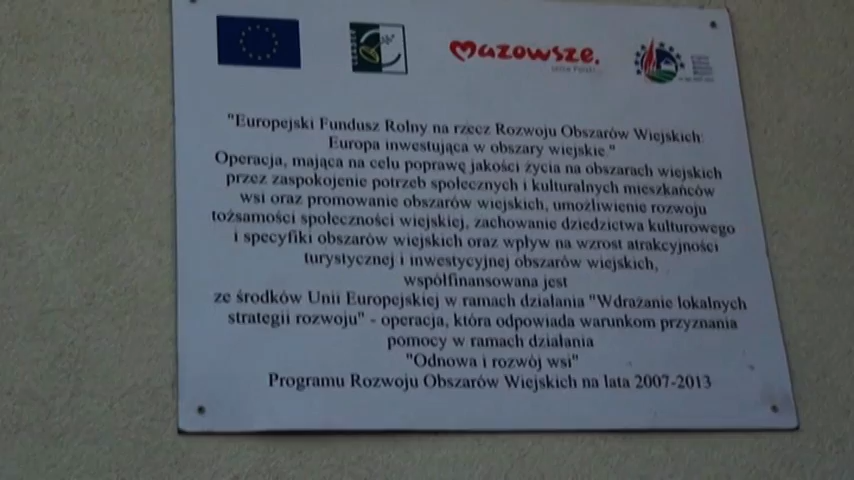 mazowsze.
"Europejski Fundusz Rolny na rzecz Rozwoju Obszarów Wiejskich:
Europa inwestująca w obszary wiejskie."
Operacja, mająca na celu poprawę jakości życia na obszarach wiejskich
przez zaspokojenie potrzeb społecznych i kulturalnych mieszkańców
wsi oraz promowanie obszarów wiejskich, umożliwienie rozwoju
tożsamości społeczności wiejskiej, zachowanie dziedzictwa kulturowego
i specyfiki obszarów wiejskich oraz wpływ na wzrost atrakcyjności
turystycznej i inwestycyjnej obszarów wiejskich,
współfinansowana jest
ze środków Unii Europejskiej w ramach działania "Wdrażanie lokalnych
strategii rozwoju" - operacja, która odpowiada warunkom przyznania
pomocy w ramach działania
"Odnowa i rozwój wsi"
Programu Rozwoju Obszarów Wiejskich na lata 2007-2013